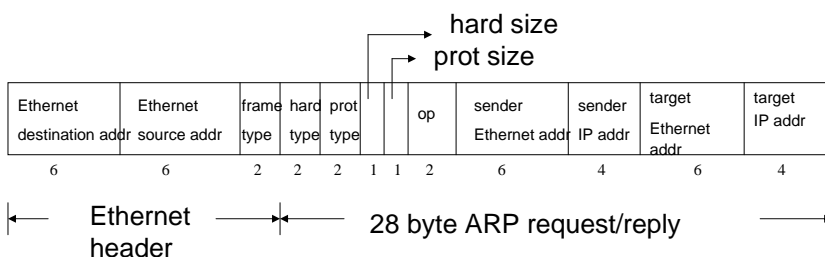 hard size
prot size
Ethernet
destination addr
Ethernet
source addr
frame
type
hard
type
prot
type
op
sender
Ethernet addr
sender
IP addr
target
Ethernet
addr
target
IP addr
6 6 2 2 2 1 1 2 6 4 6 4
Ethernet
header
28 byte ARP request/reply